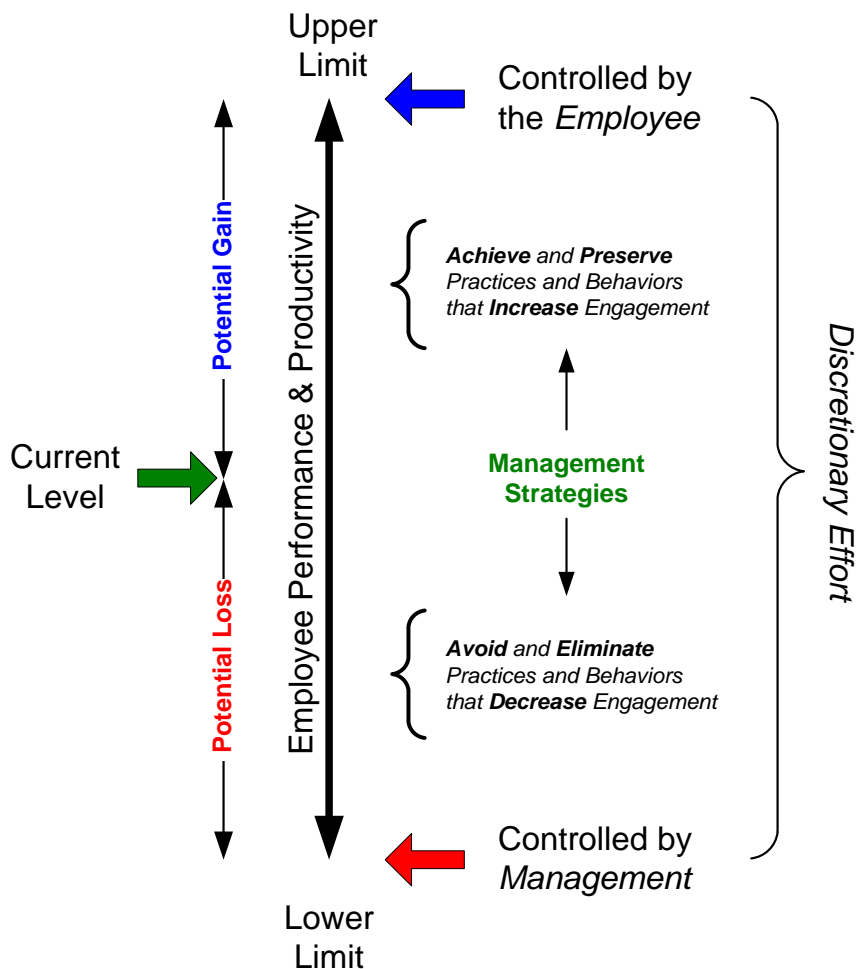 Upper
Limit
Controlled by
the Employee
Potential Gain
Employee Performance & Productivity
Achieve and Preserve
Practices and Behaviors
that Increase Engagement
Discretionary Effort
Current
Level
Management
Strategies
Potential Loss
Avoid and Eliminate
Practices and Behaviors
that Decrease Engagement
Controlled by
Management
Lower
Limit